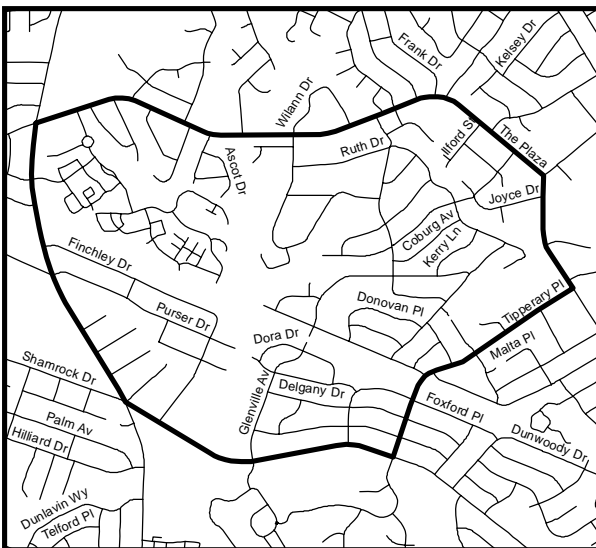 Frank Dr
Kelsey Dr
Wilann Dr
Ilford S
The Plaza
Ruth Dr
Ascot Dr
Joyce Dr
Coburg Av
Kerry Ln
Finchley Dr
Tipperary Pl
Donovan Pl
Purser Dr
Dora Dr
Malta Pl
Shamrock Dr
Delgany Dr
Glenville Av
Foxford Pl
Palm Av
Hilliard Dr
Dunwoody Dr
Dunlavin Wy
Telford Pl